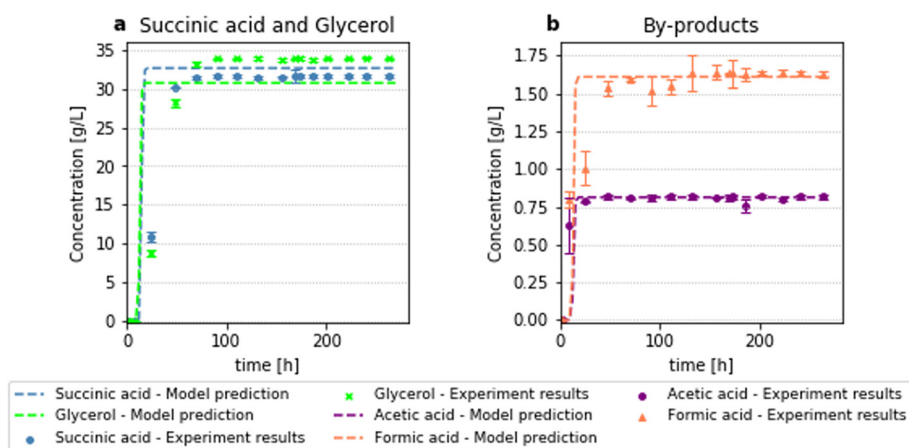 a Succinic acid and Glycerol
Concentration [g/L]
35
30
25
20
15
10
5
0
0 100 200
time [h]
b By-products
Concentration [g/L]
1.75
1.50
1.25
1.00
0.75
0.50
0.25
0.00
0 100 200
time [h]
Succinic acid - Model prediction
Glycerol - Model prediction
Succinic acid - Experiment results
Glycerol - Experiment results
Acetic acid - Model prediction
Formic acid - Model prediction
Acetic acid - Experiment results
Formic acid - Experiment results